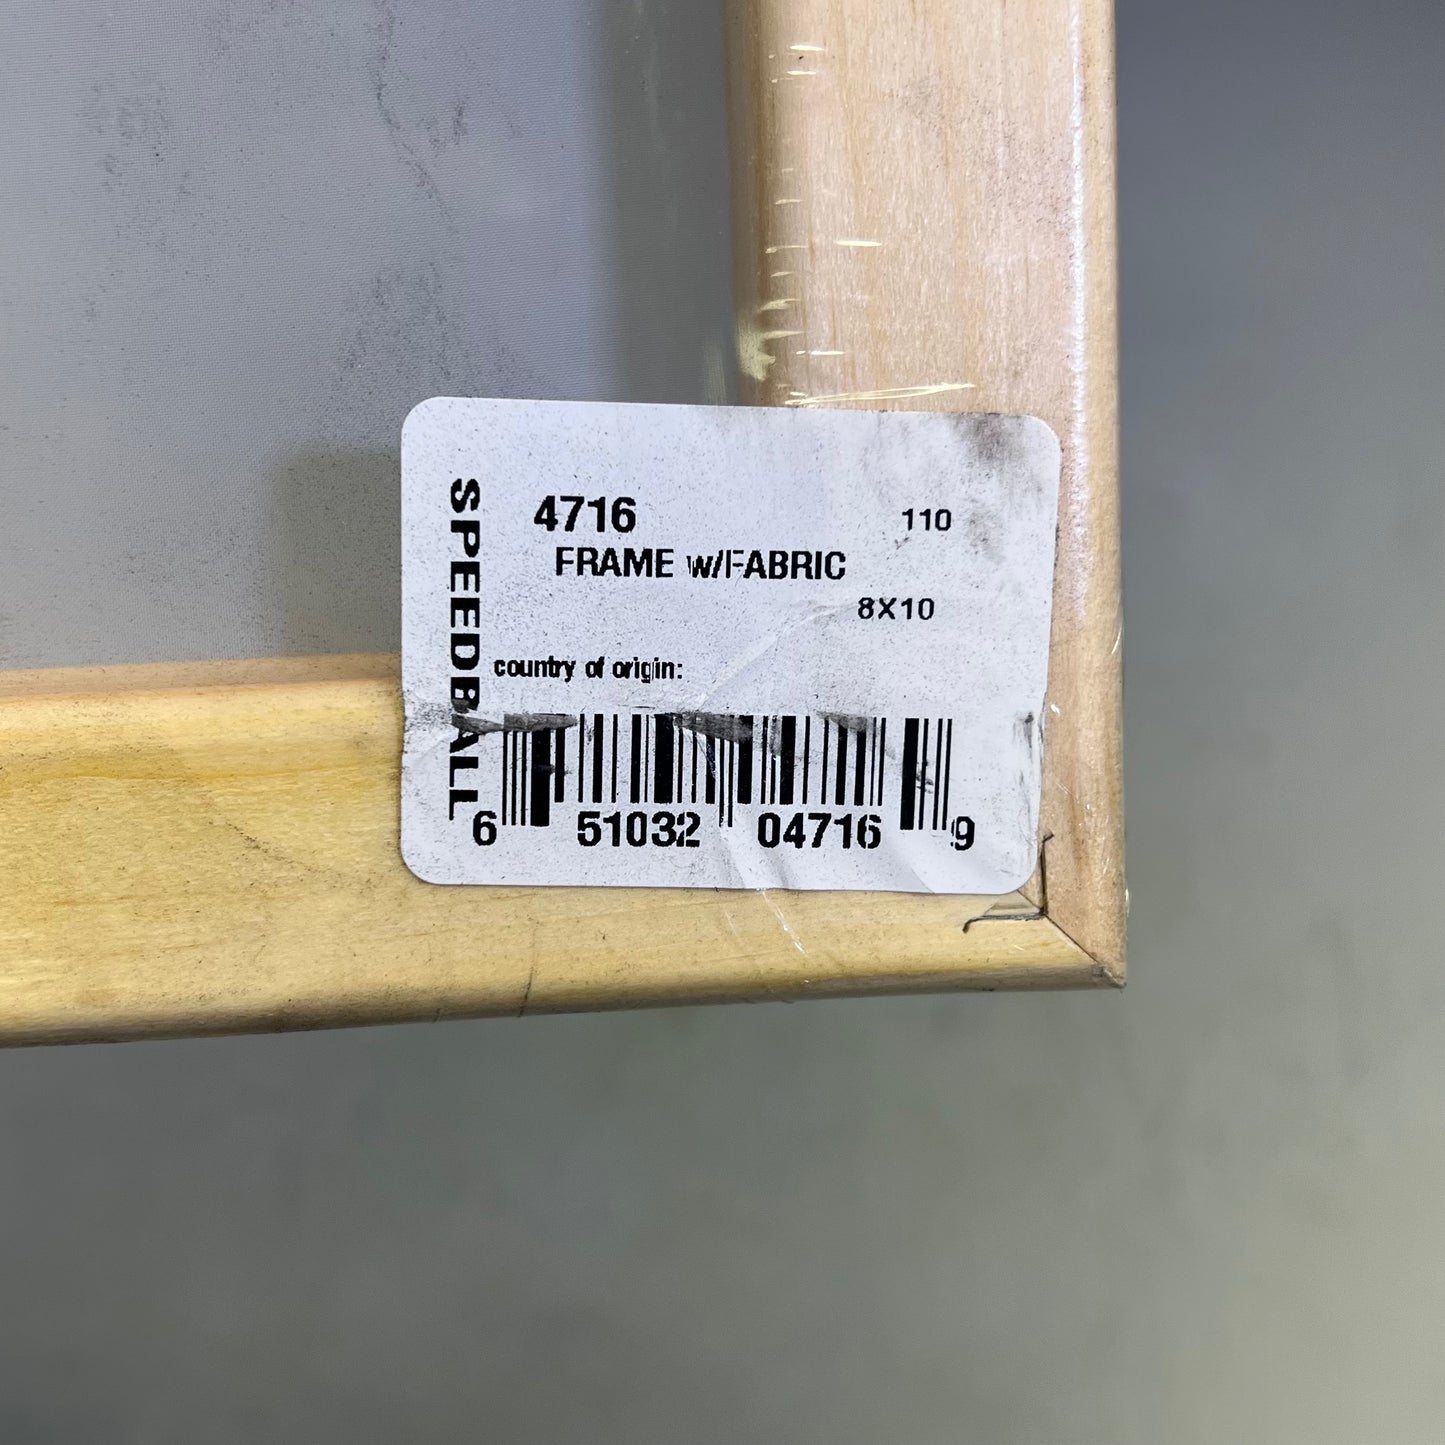 SPEEDBALL
4716 110
FRAME w/FABRIC
8X10
country of origin:
6 51032 04716 9